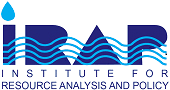 iRAP
INSTITUTE FOR
RESOURCE ANALYSIS AND POLICY